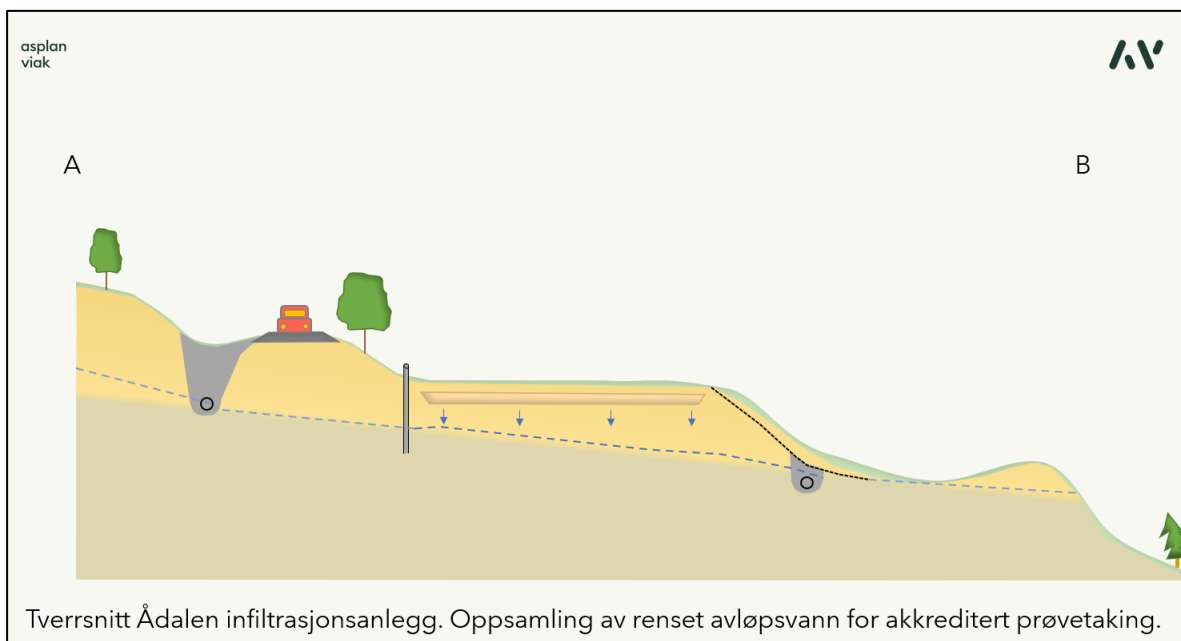 asplan
viak
A
B
Tverrsnitt Ådalen infiltrasjonsanlegg. Oppsamling av renset avløpsvann for akkreditert prøvetaking.